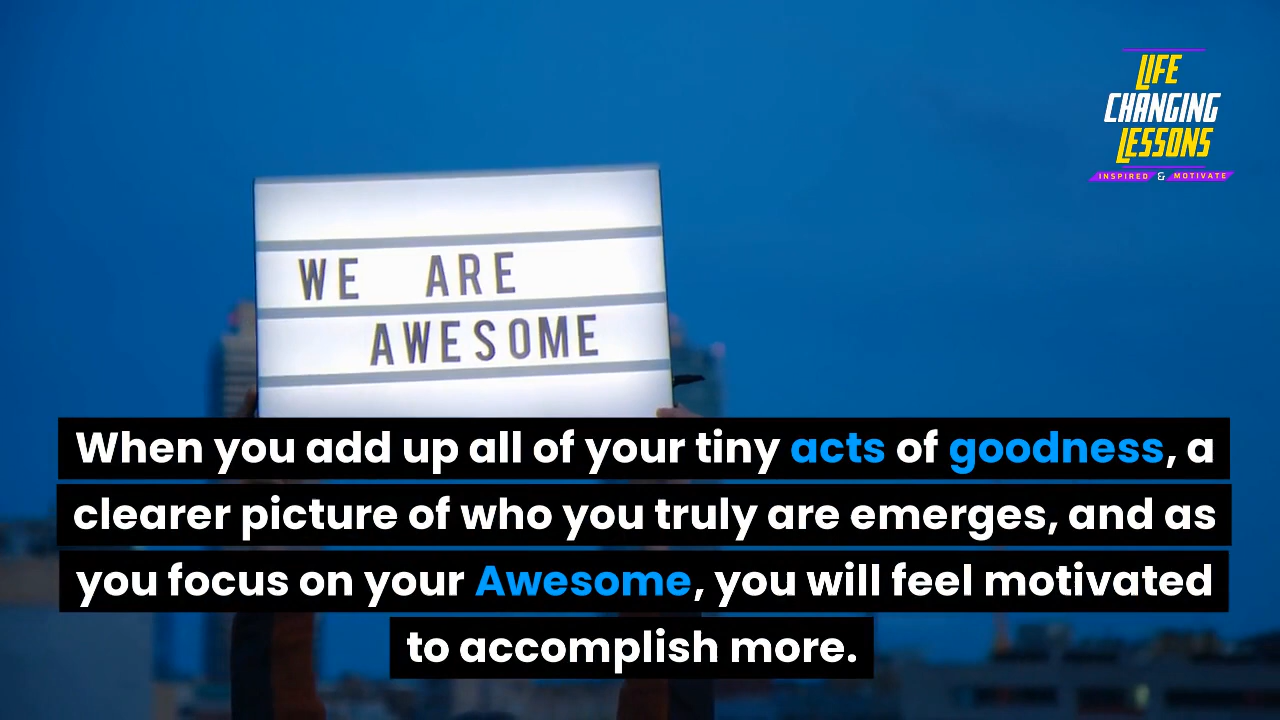 LIFE
CHANGING
LESSONS
INSPIRED & MOTIVATE
WE ARE
AWESOME
When you add up all of your tiny acts of goodness, a
clearer picture of who you truly are emerges, and as
you focus on your Awesome, you will feel motivated
to accomplish more.